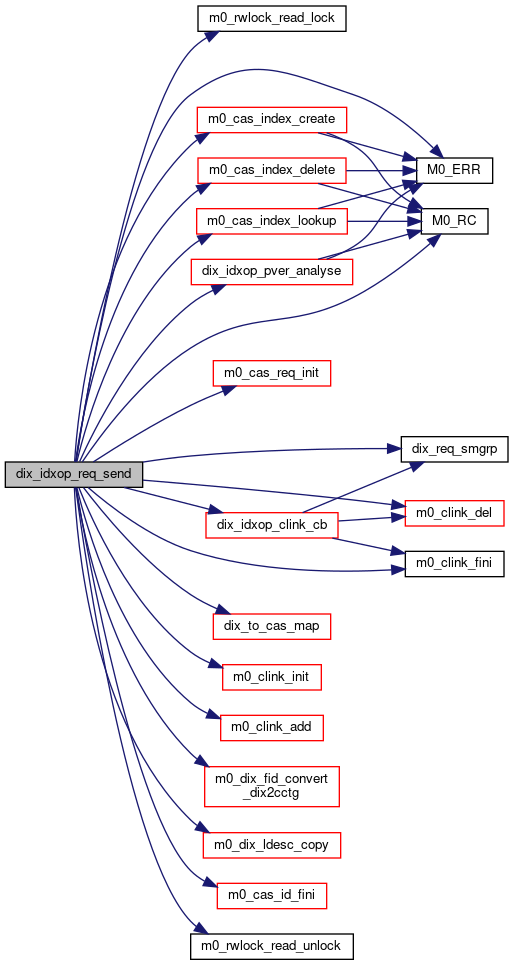 m0_rwlock_read_lock
m0_cas_index_create
m0_cas_index_delete
M0_ERR
m0_cas_index_lookup
M0_RC
dix_idxop_pver_analyse
m0_cas_req_init
dix_req_smgrp
dix_idxop_req_send
m0_clink_del
dix_idxop_clink_cb
m0_clink_fini
dix_to_cas_map
m0_clink_init
m0_clink_add
m0_dix_fid_convert
_dix2cctg
m0_dix_ldesc_copy
m0_cas_id_fini
m0_rwlock_read_unlock